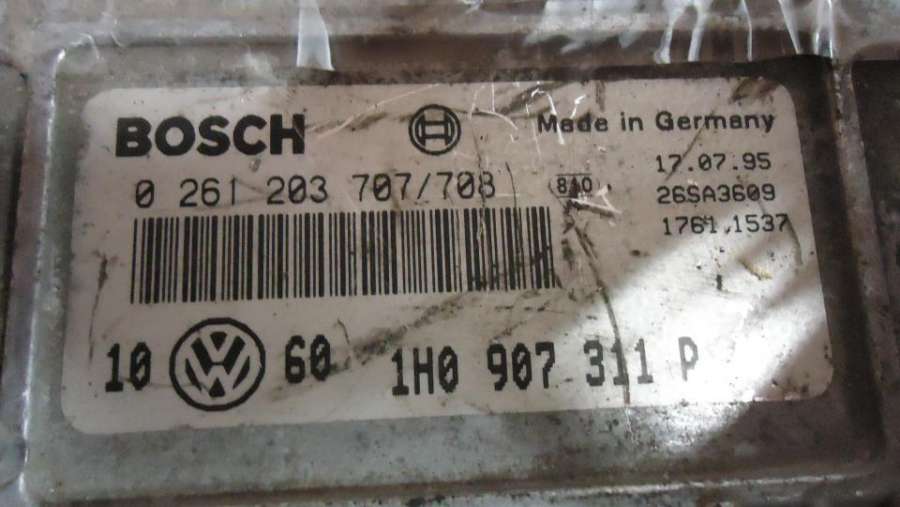 BOSCH
Made in Germany
17.07.95
0 261 203 707/708
26SA3609
1537
10 60 1H0 907 311 P